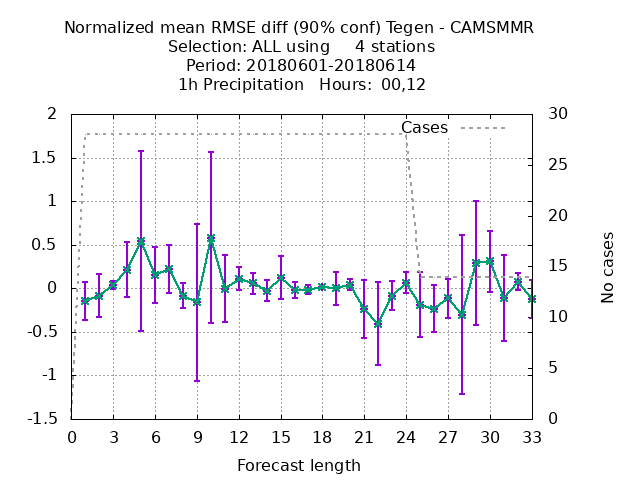 Normalized mean RMSE diff (90% conf) Tegen - CAMSMMR
Selection: ALL using     4 stations
Period: 20180601-20180614
1h Precipitation   Hours:  00,12
Cases
2
1.5
1
0.5
0
-0.5
-1
-1.5
30
25
20
15
10
5
0
No cases
0 3 6 9 12 15 18 21 24 27 30 33
Forecast length